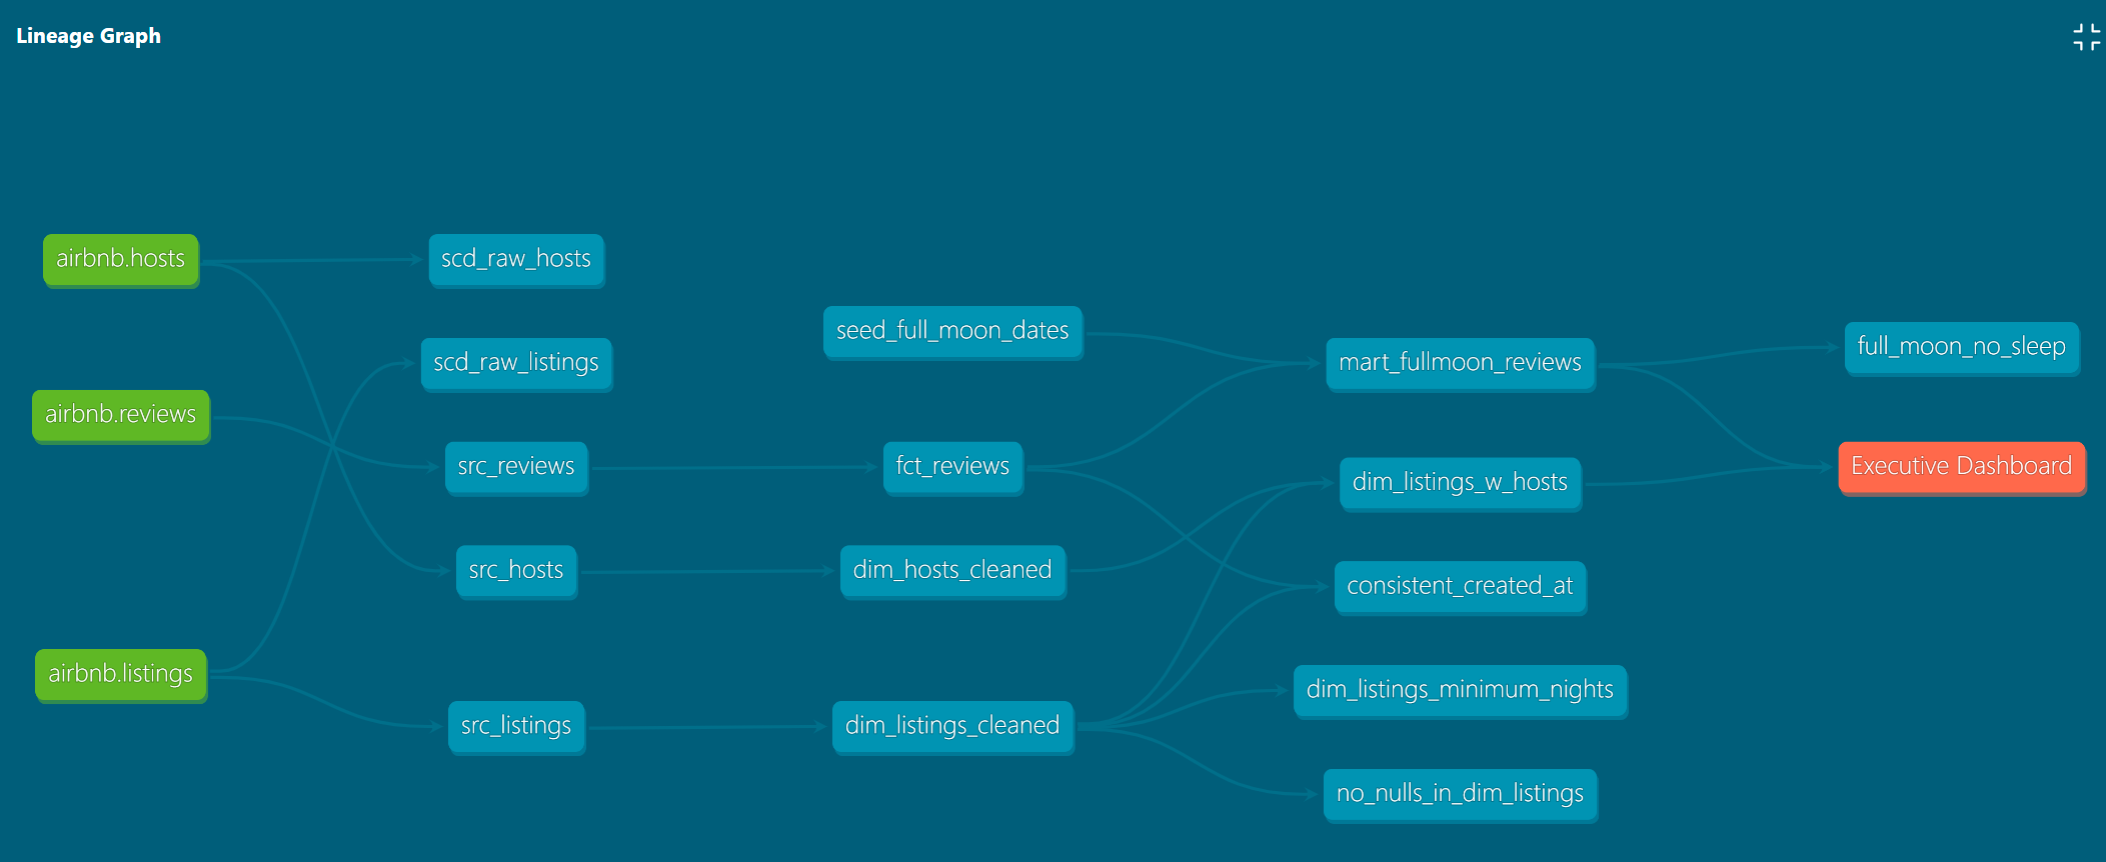 Lineage Graph
airbnb.hosts
airbnb.reviews
airbnb.listings
scd_raw_hosts
scd_raw_listings
src_reviews
src_hosts
src_listings
seed_full_moon_dates
fct_reviews
dim_hosts_cleaned
dim_listings_cleaned
mart_fullmoon_reviews
dim_listings_w_hosts
consistent_created_at
dim_listings_minimum_nights
no_nulls_in_dim_listings
full_moon_no_sleep
Executive Dashboard